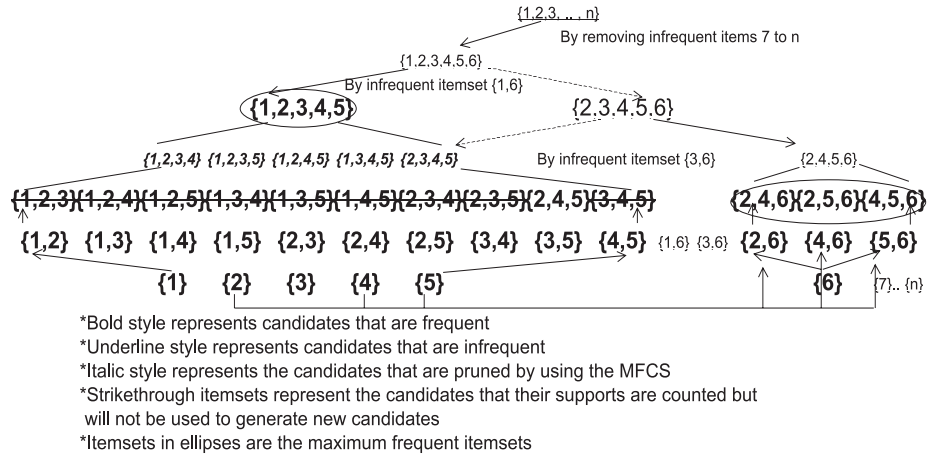 {1,2,3, .. , n}
By removing infrequent items 7 to n
{1,2,3,4,5,6}
By infrequent itemset {1,6}
{1,2,3,4,5} {2,3,4,5,6}
{1,2,3,4} {1,2,3,5} {1,2,4,5} {1,3,4,5} {2,3,4,5} By infrequent itemset {3,6} {2,4,5,6}
{1,2,3}{1,2,4}{1,2,5}{1,3,4}{1,3,5}{1,4,5}{2,3,4}{2,3,5}{2,4,5}{3,4,5} {2,4,6}{2,5,6}{4,5,6}
{1,2} {1,3} {1,4} {1,5} {2,3} {2,4} {2,5} {3,4} {3,5} {4,5} {1,6} {3,6} {2,6} {4,6} {5,6}
{1} {2} {3} {4} {5} {6} {7}.. {n}
*Bold style represents candidates that are frequent
*Underline style represents candidates that are infrequent
*Italic style represents the candidates that are pruned by using the MFCS
*Strikethrough itemsets represent the candidates that their supports are counted but
will not be used to generate new candidates
*Itemsets in ellipses are the maximum frequent itemsets